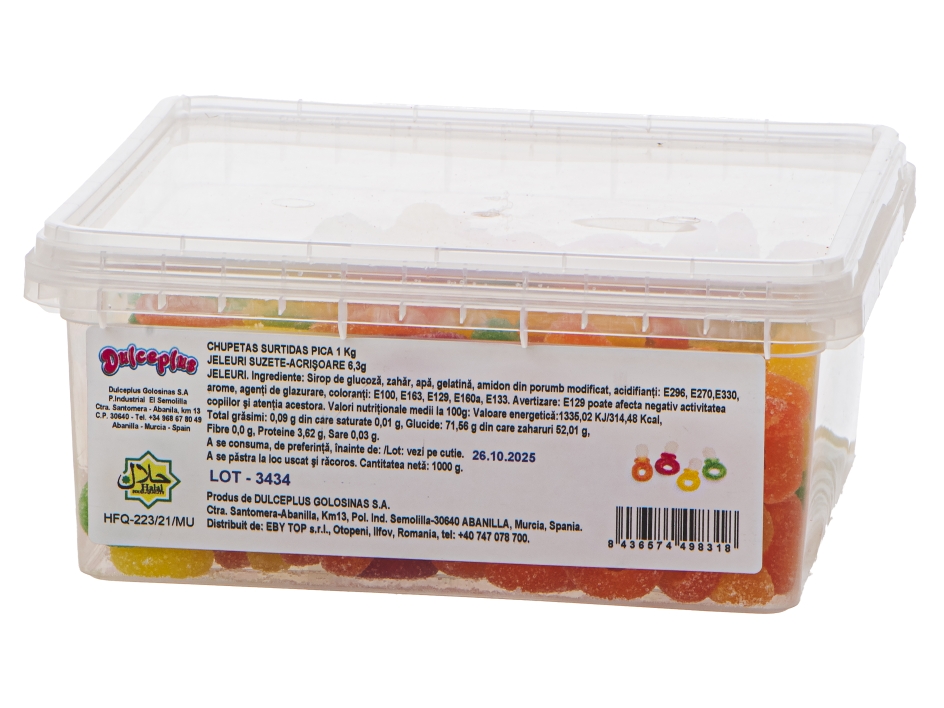 Dulceplus
Dulceplus Golosinas S.A
P.Industrial El Semolilla
Ctra. Santomera - Abanila, km 13
C.P. 30640 - Tel. +34 968 67 80 49
Abanilla - Murcia - Spain
حلال
Halal
HFQ-223/21/MU
CHUPETAS SURTIDAS PICA 1 Kg
JELEURI SUZETE-ACRIȘOARE 6,3g
JELEURI. Ingrediente: Sirop de glucoză, zahăr, apă, gelatină, amidon din porumb modificat, acidifianți: E296, E270,E330,
arome, agenți de glazurare, coloranți: E100, E163, E129, E160a, E133. Avertizare: E129 poate afecta negativ activitatea
copiilor și atenția acestora. Valori nutriționale medii la 100g: Valoare energetică:1335,02 KJ/314,48 Kcal,
Total grăsimi: 0,09 g din care saturate 0,01 g, Glucide: 71,56 g din care zaharuri 52,01 g,
Fibre 0,0 g, Proteine 3,62 g, Sare 0,03 g.
A se consuma, de preferință, înainte de: /Lot: vezi pe cutie. 26.10.2025
A se păstra la loc uscat și răcoros. Cantitatea netă: 1000 g.
LOT - 3434
Produs de DULCEPLUS GOLOSINAS S.A.
Ctra. Santomera-Abanilla, Km13, Pol. Ind. Semolilla-30640 ABANILLA, Murcia, Spania.
Distribuit de: EBY TOP s.r.l., Otopeni, Ilfov, Romania, tel: +40 747 078 700.
8 436574 498318